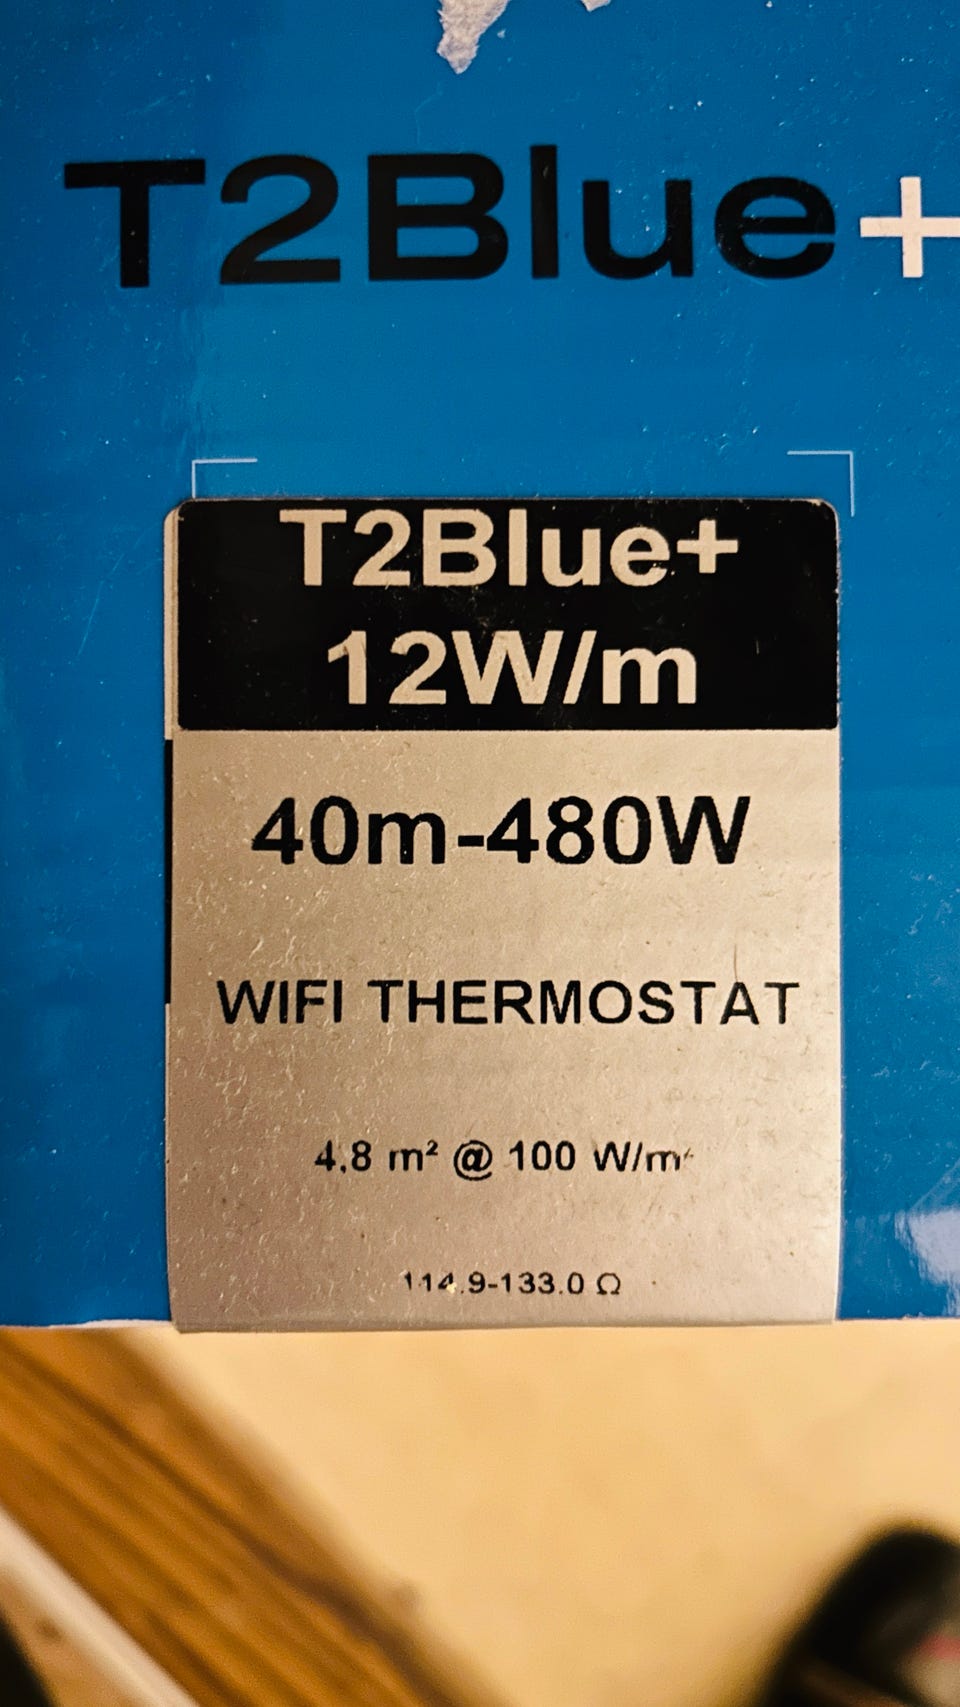 T2Blue+
T2Blue+
12W/m
40m-480W
WIFI THERMOSTAT
4,8 m² @ 100 W/m²
114.9-133.0 Ω